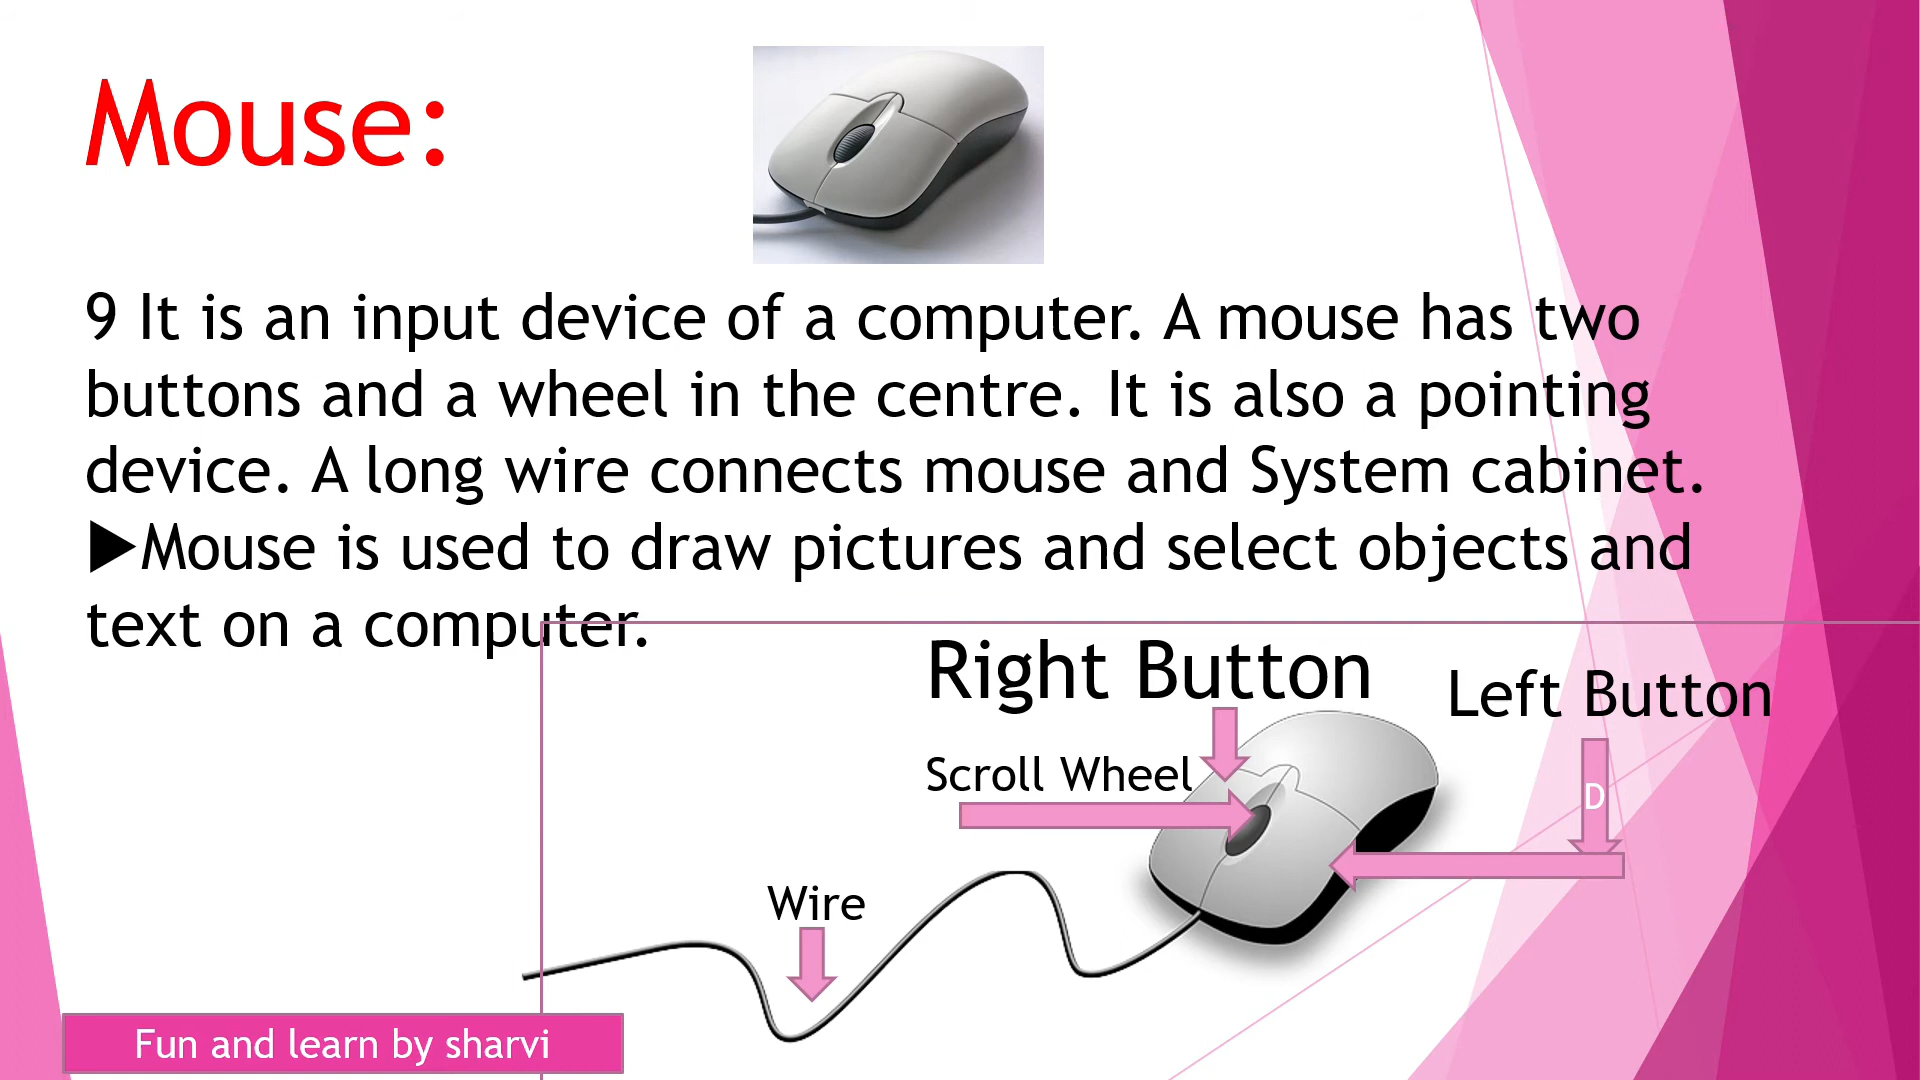 Mouse:
9 It is an input device of a computer. A mouse has two
buttons and a wheel in the centre. It is also a pointing
device. A long wire connects mouse and System cabinet.
▶Mouse is used to draw pictures and select objects and
text on a computer.
Right Button
Left Button
Scroll Wheel
D
Wire
Fun and learn by sharvi